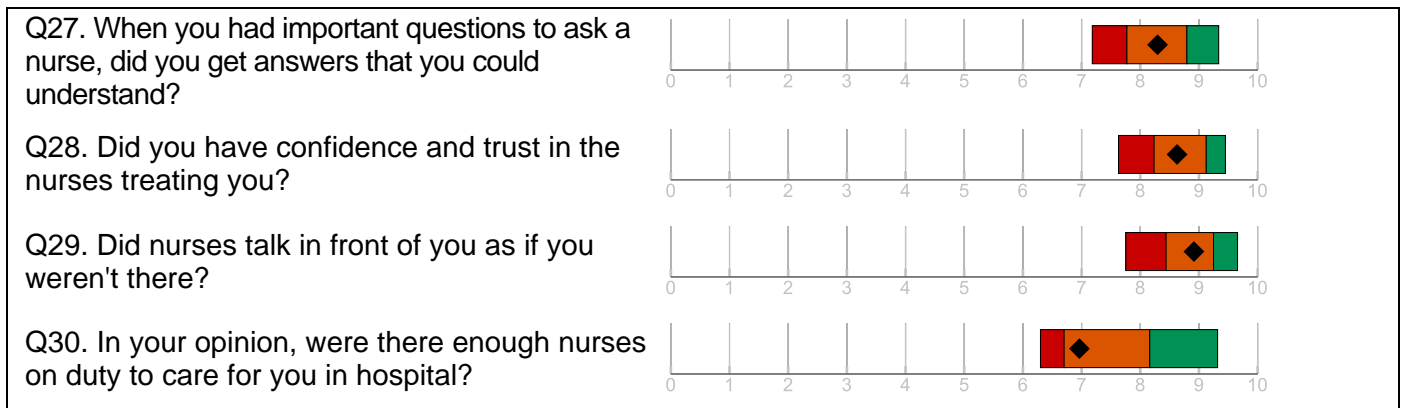 Q27. When you had important questions to ask a
nurse, did you get answers that you could
understand?
0 1 2 3 4 5 6 7 8 9 10
Q28. Did you have confidence and trust in the
nurses treating you?
0 1 2 3 4 5 6 7 8 9 10
Q29. Did nurses talk in front of you as if you
weren't there?
0 1 2 3 4 5 6 7 8 9 10
Q30. In your opinion, were there enough nurses
on duty to care for you in hospital?
0 1 2 3 4 5 6 7 8 9 10